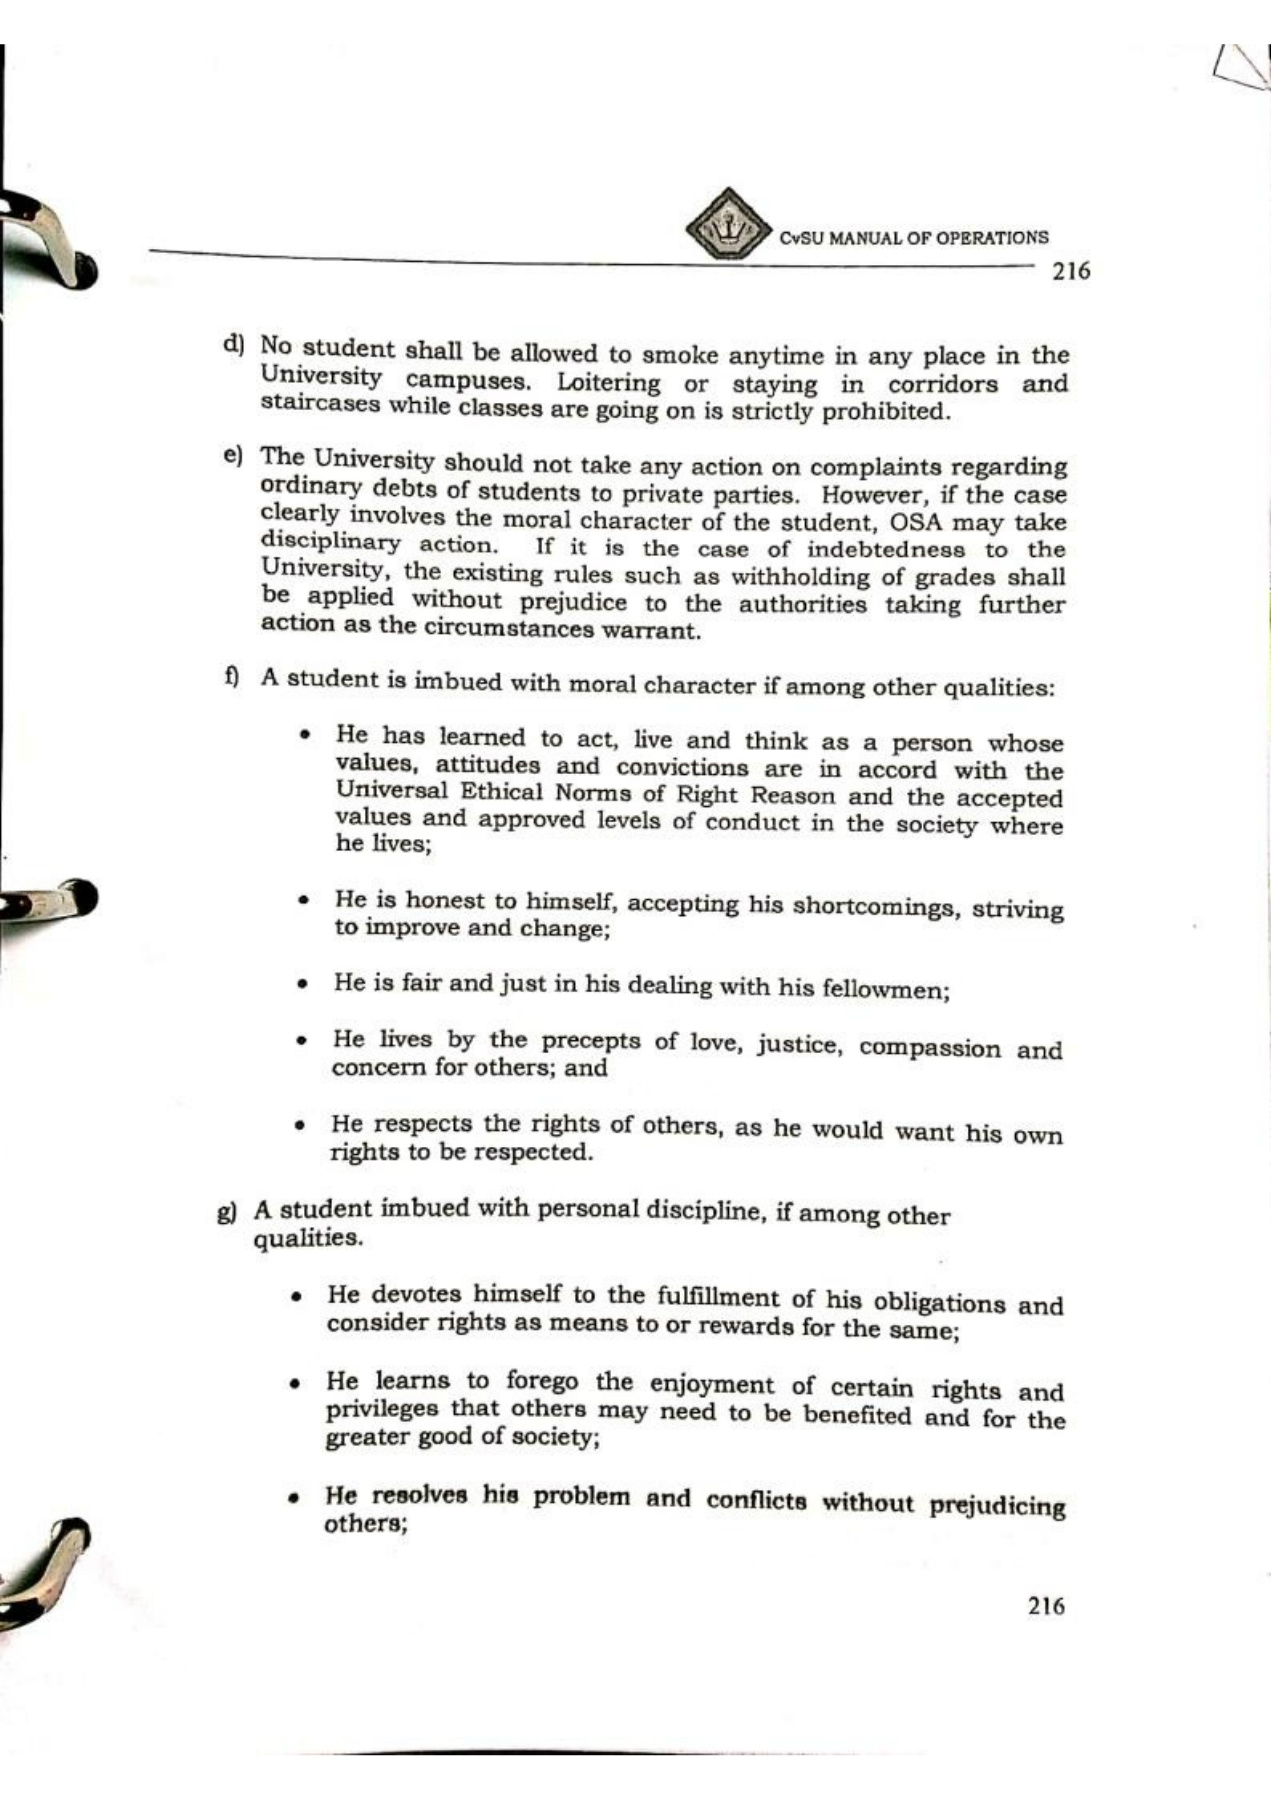 CvSU MANUAL OF OPERATIONS
216
d) No student shall be allowed to smoke anytime in any place in the
University campuses. Loitering or staying in corridors and
staircases while classes are going on is strictly prohibited.
e) The University should not take any action on complaints regarding
ordinary debts of students to private parties. However, if the case
clearly involves the moral character of the student, OSA may take
disciplinary action. If it is the case of indebtedness to the
University, the existing rules such as withholding of grades shall
be applied without prejudice to the authorities taking further
action as the circumstances warrant.
f) A student is imbued with moral character if among other qualities:
• He has learned to act, live and think as a person whose
values, attitudes and convictions are in accord with the
Universal Ethical Norms of Right Reason and the accepted
values and approved levels of conduct in the society where
he lives;
• He is honest to himself, accepting his shortcomings, striving
to improve and change;
• He is fair and just in his dealing with his fellowmen;
• He lives by the precepts of love, justice, compassion and
concern for others; and
• He respects the rights of others, as he would want his own
rights to be respected.
g) A student imbued with personal discipline, if among other
qualities.
• He devotes himself to the fulfillment of his obligations and
consider rights as means to or rewards for the same;
• He learns to forego the enjoyment of certain rights and
privileges that others may need to be benefited and for the
greater good of society;
• He resolves his problem and conflicts without prejudicing
others;
216